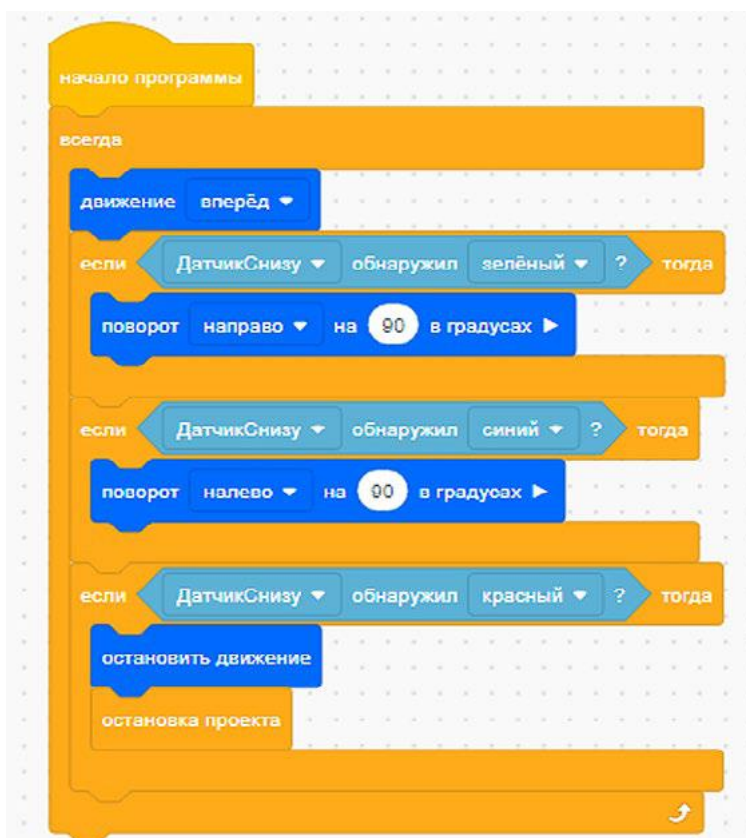 начало программы
всегда
движение вперёд
если ДатчикСнизу обнаружил зелёный ? тогда
поворот направо на 90 в градусах
если ДатчикСнизу обнаружил синий ? тогда
поворот налево на 90 в градусах
если ДатчикСнизу обнаружил красный ? тогда
остановить движение
остановка проекта